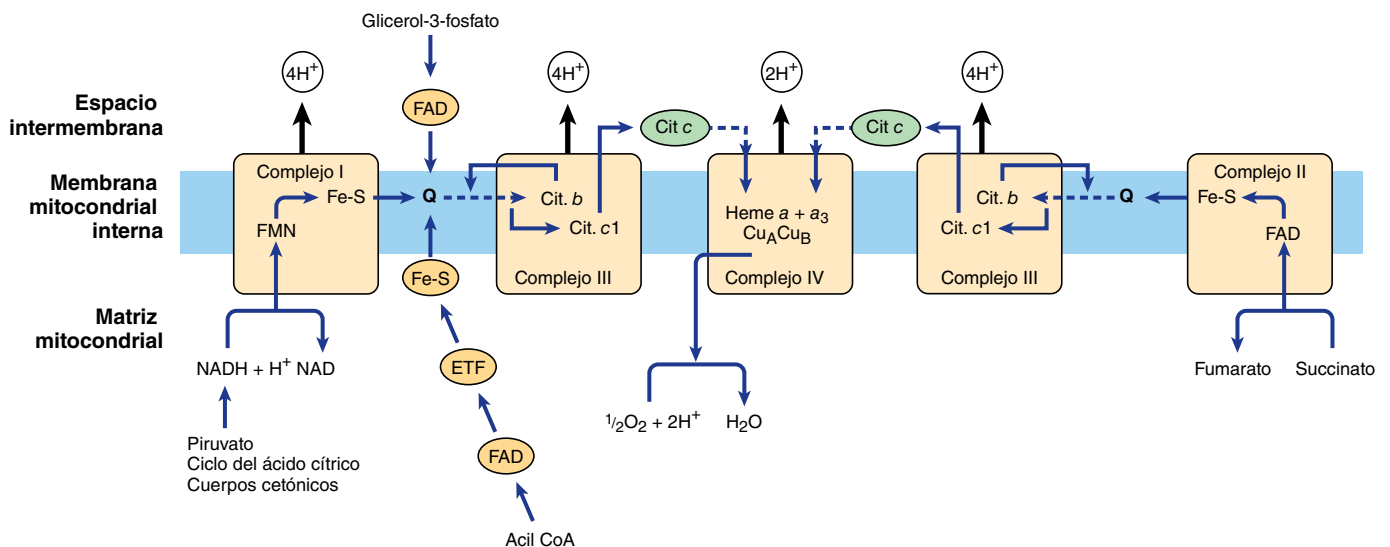 Glicerol-3-fosfato
4H⁺
4H⁺
2H⁺
4H⁺
Espacio
intermembrana
FAD
Cit c
Cit c
Membrana
mitocondrial
interna
Complejo I
Fe-S
FMN
Q
Cit. b
Cit. c1
Complejo III
Heme a + a₃
CuACuB
Complejo IV
Cit. b
Cit. c1
Complejo III
Q
Complejo II
Fe-S
FAD
Fe-S
Matriz
mitocondrial
NADH + H⁺ NAD
ETF
Fumarato
Succinato
½O₂ + 2H⁺
H₂O
Piruvato
Ciclo del ácido cítrico
Cuerpos cetónicos
FAD
Acil CoA